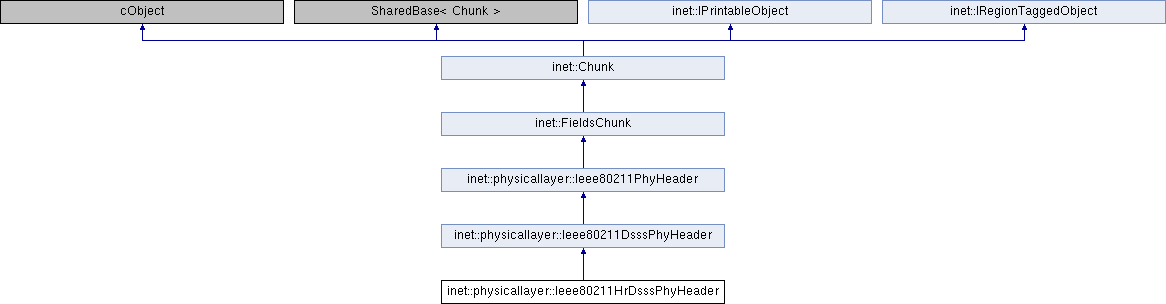 cObject
SharedBase< Chunk >
inet::IPrintableObject
inet::IRegionTaggedObject
inet::Chunk
inet::FieldsChunk
inet::physicallayer::Ieee80211PhyHeader
inet::physicallayer::Ieee80211DsssPhyHeader
inet::physicallayer::Ieee80211HrDsssPhyHeader